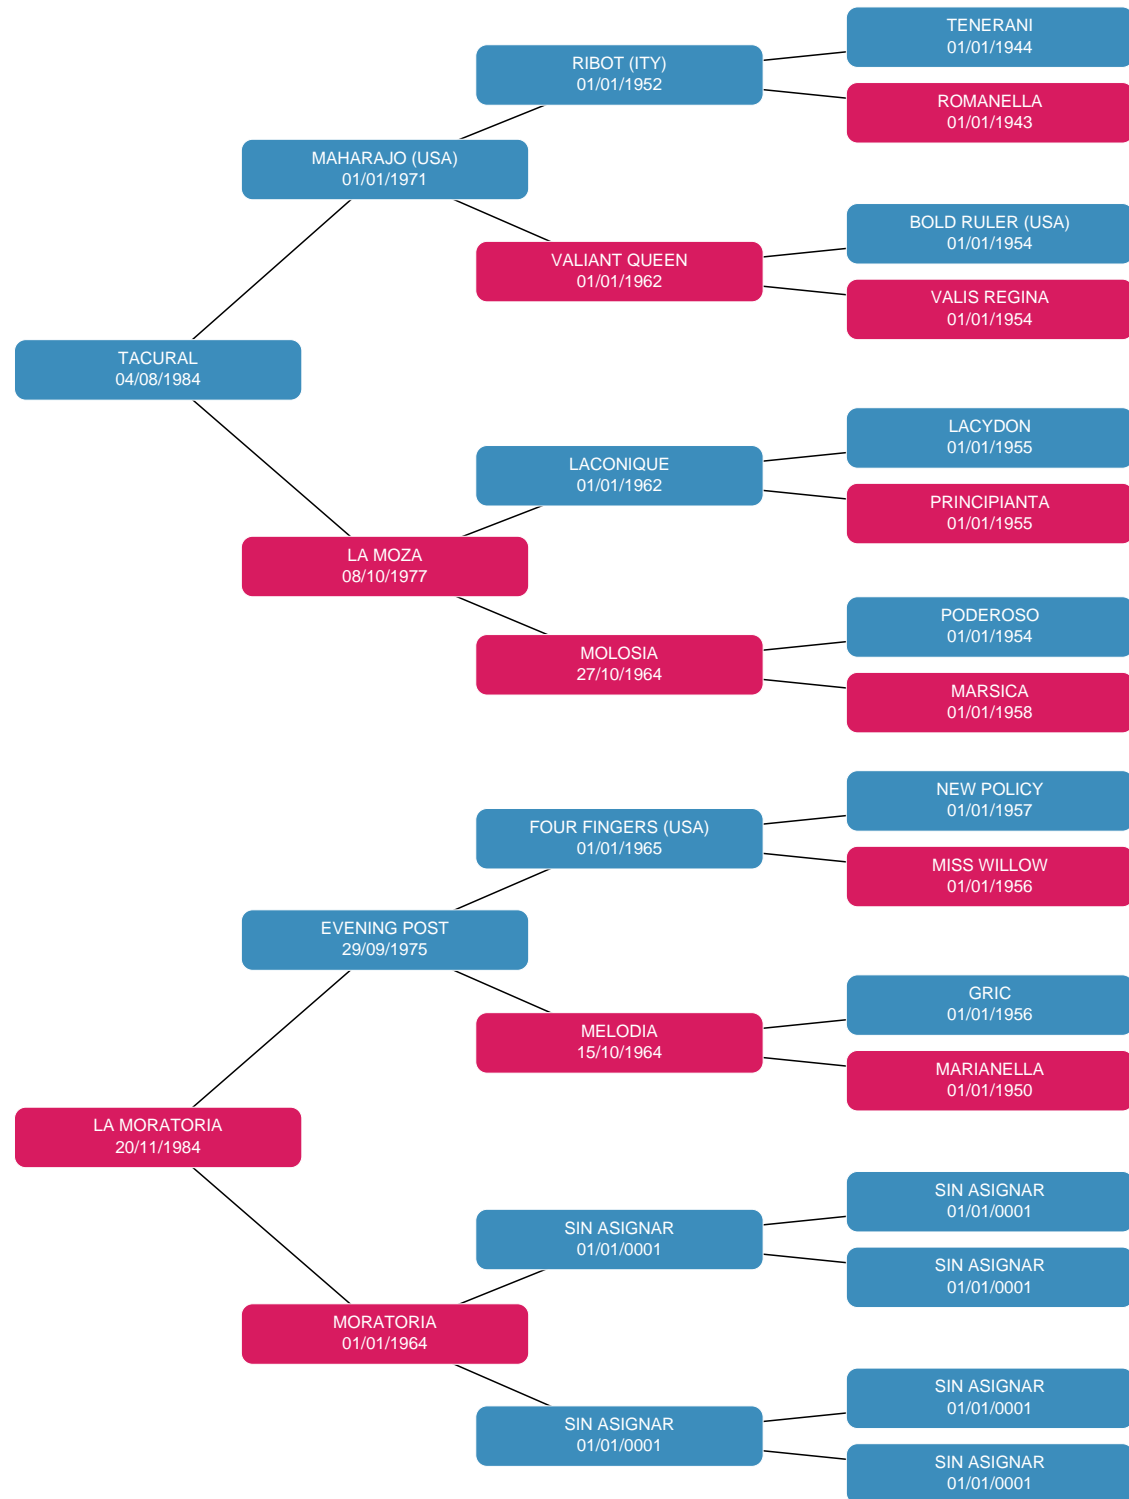 TENERANI
01/01/1944
RIBOT (ITY)
01/01/1952
ROMANELLA
01/01/1943
MAHARAJO (USA)
01/01/1971
BOLD RULER (USA)
01/01/1954
VALIANT QUEEN
01/01/1962
VALIS REGINA
01/01/1954
TACURAL
04/08/1984
LACYDON
01/01/1955
LACONIQUE
01/01/1962
PRINCIPIANTA
01/01/1955
LA MOZA
08/10/1977
PODEROSO
01/01/1954
MOLOSIA
27/10/1964
MARSICA
01/01/1958
NEW POLICY
01/01/1957
FOUR FINGERS (USA)
01/01/1965
MISS WILLOW
01/01/1956
EVENING POST
29/09/1975
GRIC
01/01/1956
MELODIA
15/10/1964
MARIANELLA
01/01/1950
LA MORATORIA
20/11/1984
SIN ASIGNAR
01/01/0001
SIN ASIGNAR
01/01/0001
SIN ASIGNAR
01/01/0001
MORATORIA
01/01/1964
SIN ASIGNAR
01/01/0001
SIN ASIGNAR
01/01/0001
SIN ASIGNAR
01/01/0001